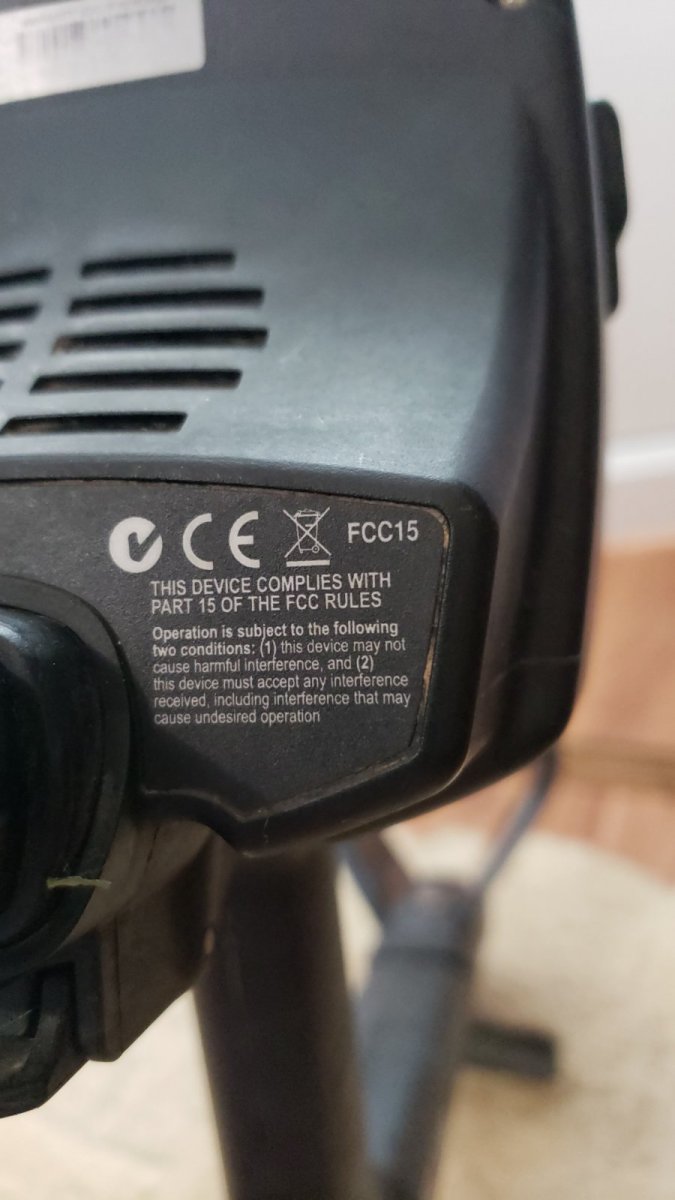 CE FCC15
THIS DEVICE COMPLIES WITH
PART 15 OF THE FCC RULES
Operation is subject to the following
two conditions: (1) this device may not
cause harmful interference, and (2)
this device must accept any interference
received, including interference that may
cause undesired operation